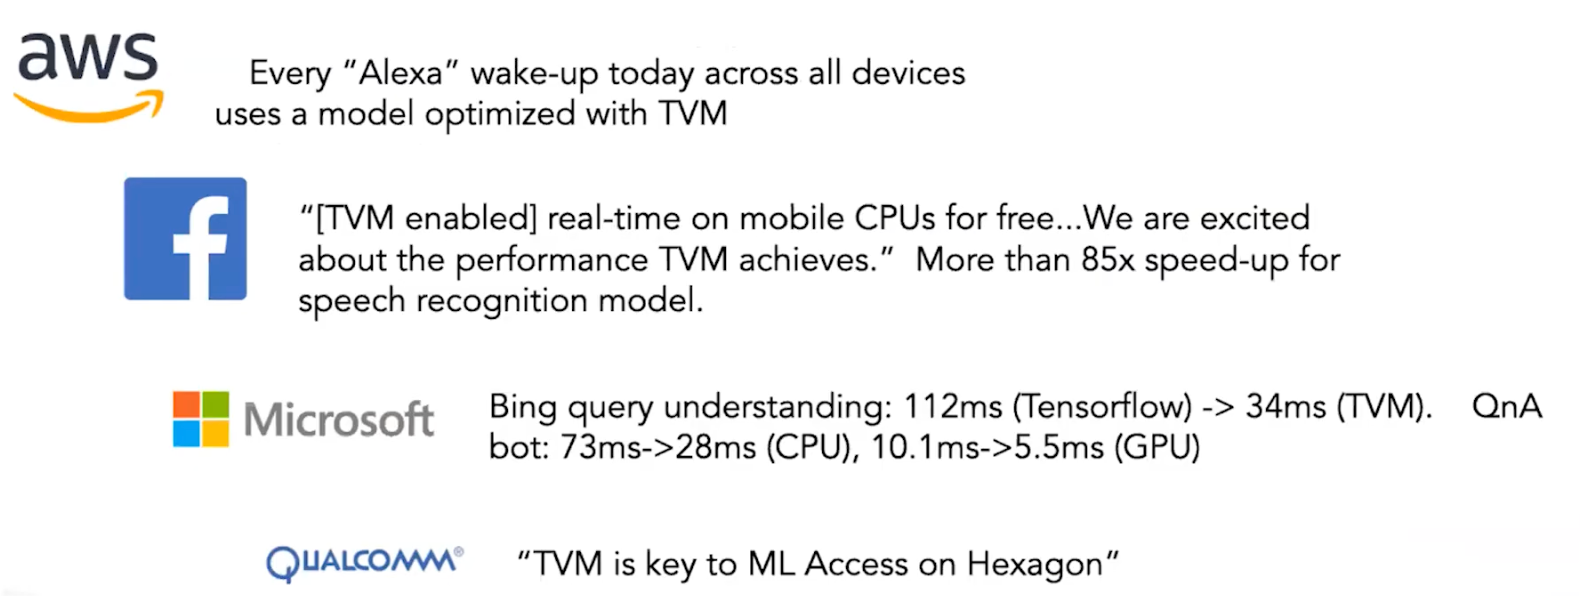 aws
Every “Alexa” wake-up today across all devices
uses a model optimized with TVM
f
“[TVM enabled] real-time on mobile CPUs for free...We are excited
about the performance TVM achieves.” More than 85x speed-up for
speech recognition model.
Microsoft
Bing query understanding: 112ms (Tensorflow) -> 34ms (TVM). QnA
bot: 73ms->28ms (CPU), 10.1ms->5.5ms (GPU)
QUALCOMM®
“TVM is key to ML Access on Hexagon”